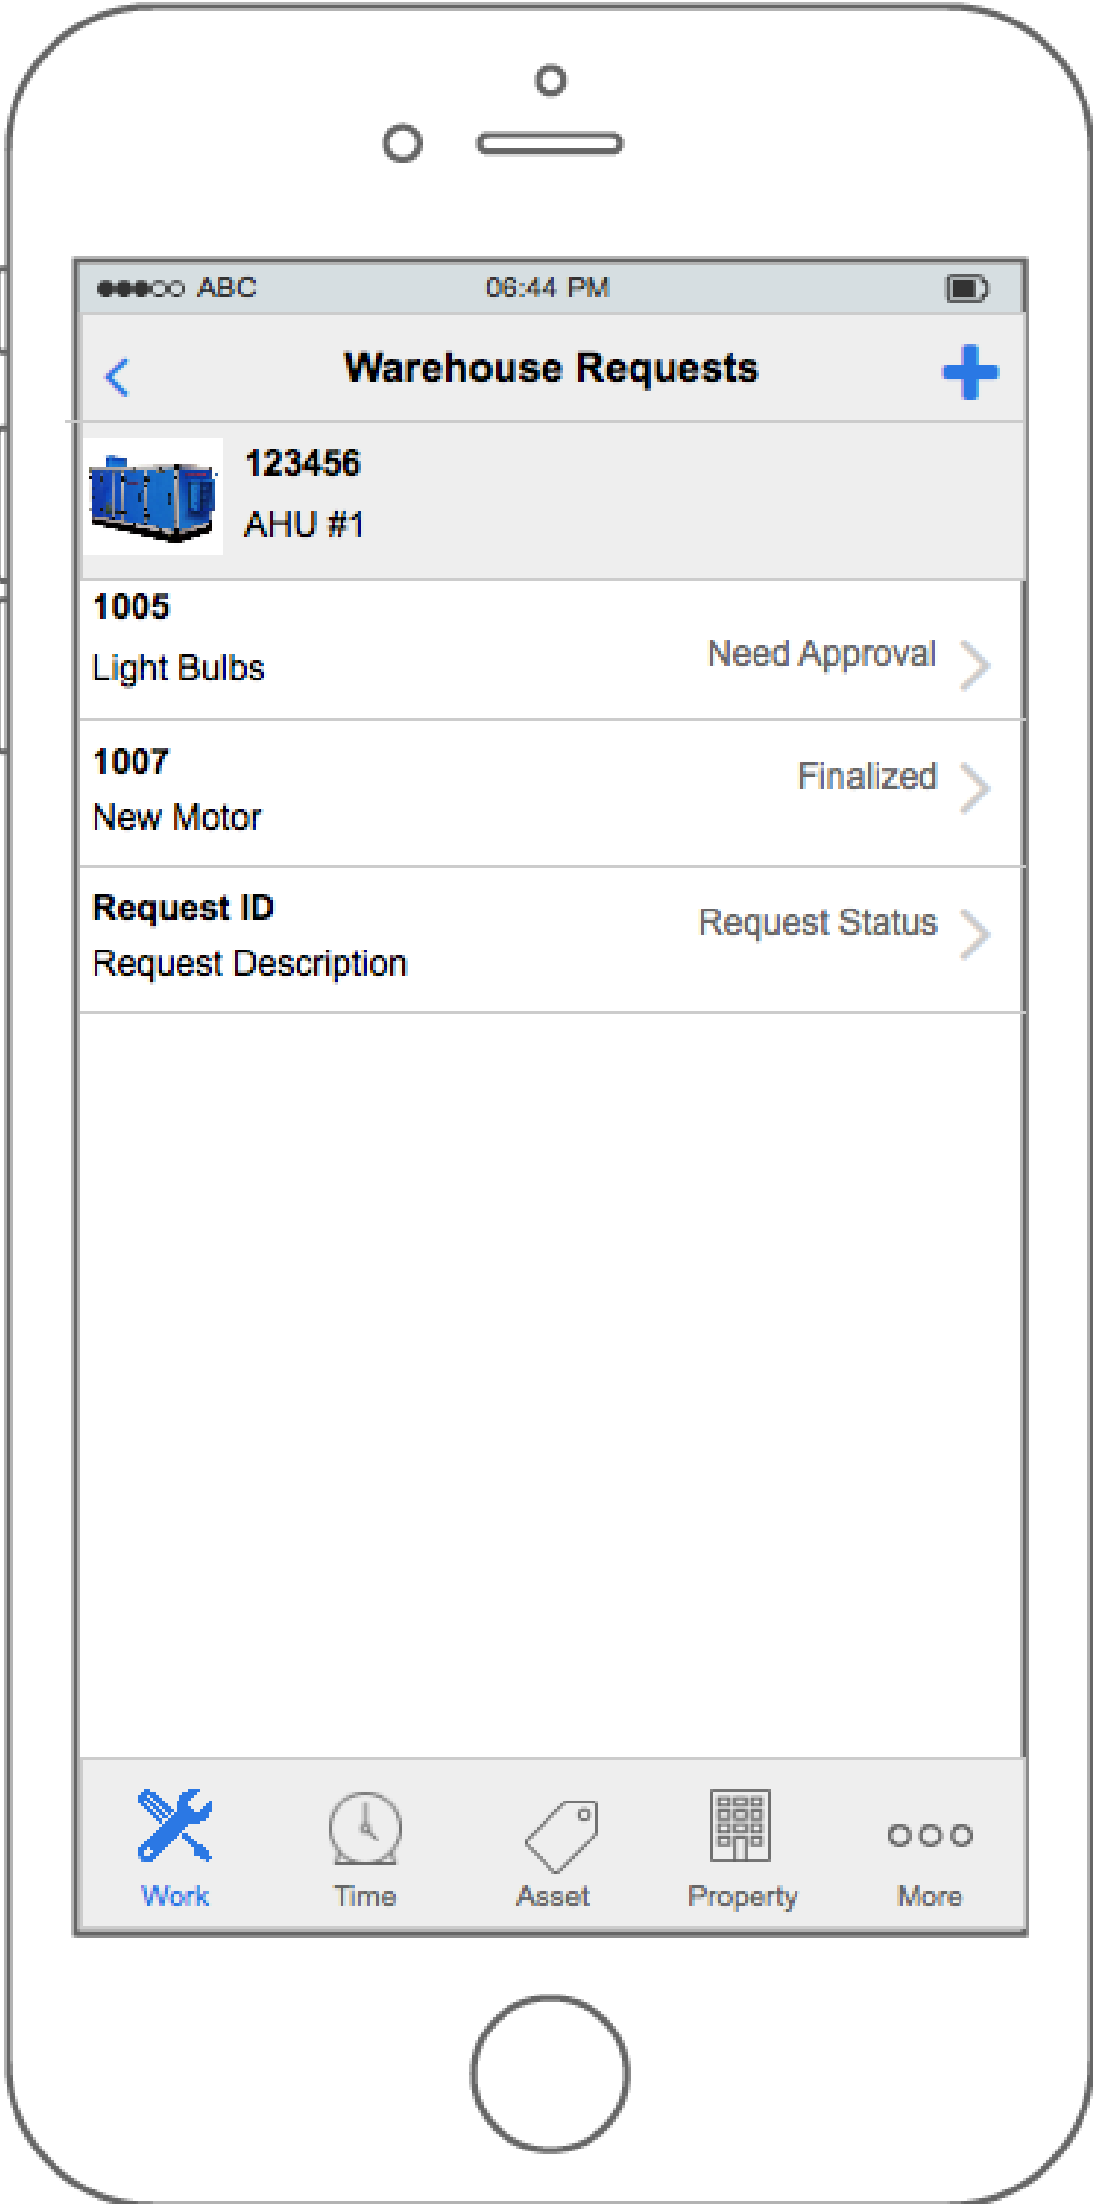 ABC 06:44 PM
Warehouse Requests
123456
AHU #1
1005
Light Bulbs
Need Approval
1007
New Motor
Finalized
Request ID
Request Description
Request Status
Work Time Asset Property More